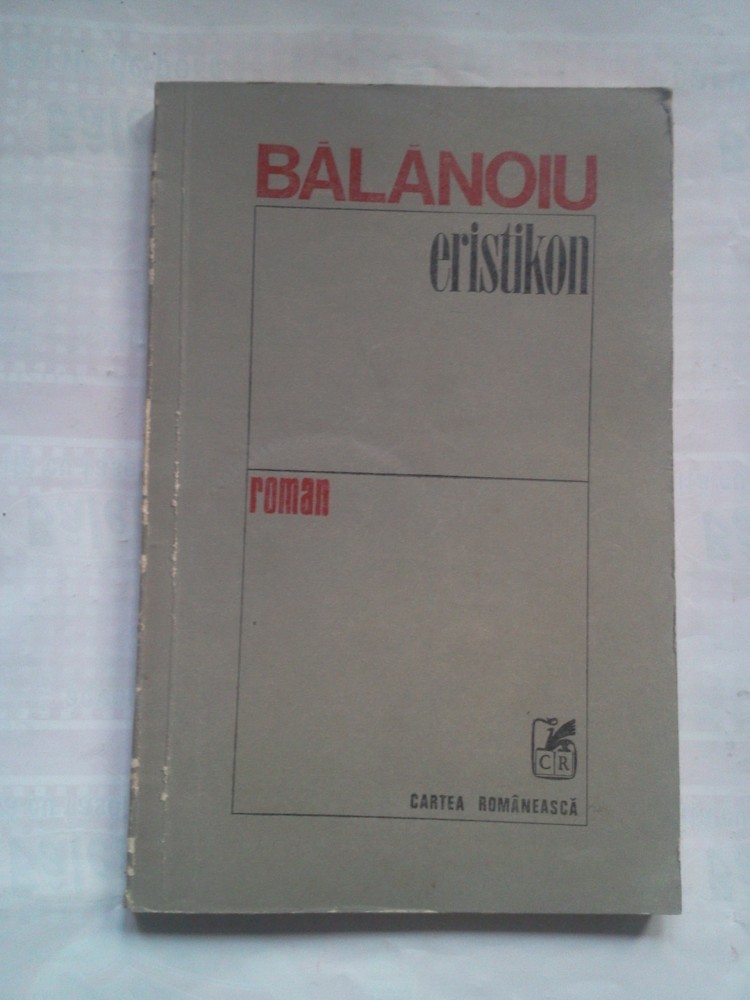 BĂLĂNOIU
eristikon
roman
CR
CARTEA ROMÂNEASCĂ